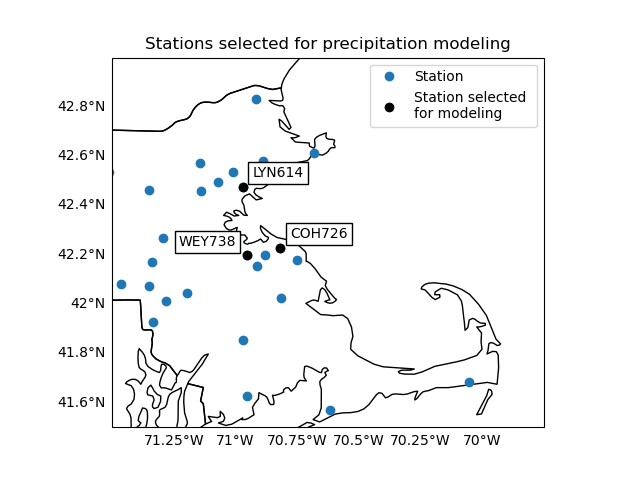 Stations selected for precipitation modeling
Station
Station selected
for modeling
42.8°N
42.6°N
42.4°N
42.2°N
42°N
41.8°N
41.6°N
LYN614
COH726
WEY738
71.25°W 71°W 70.75°W 70.5°W 70.25°W 70°W